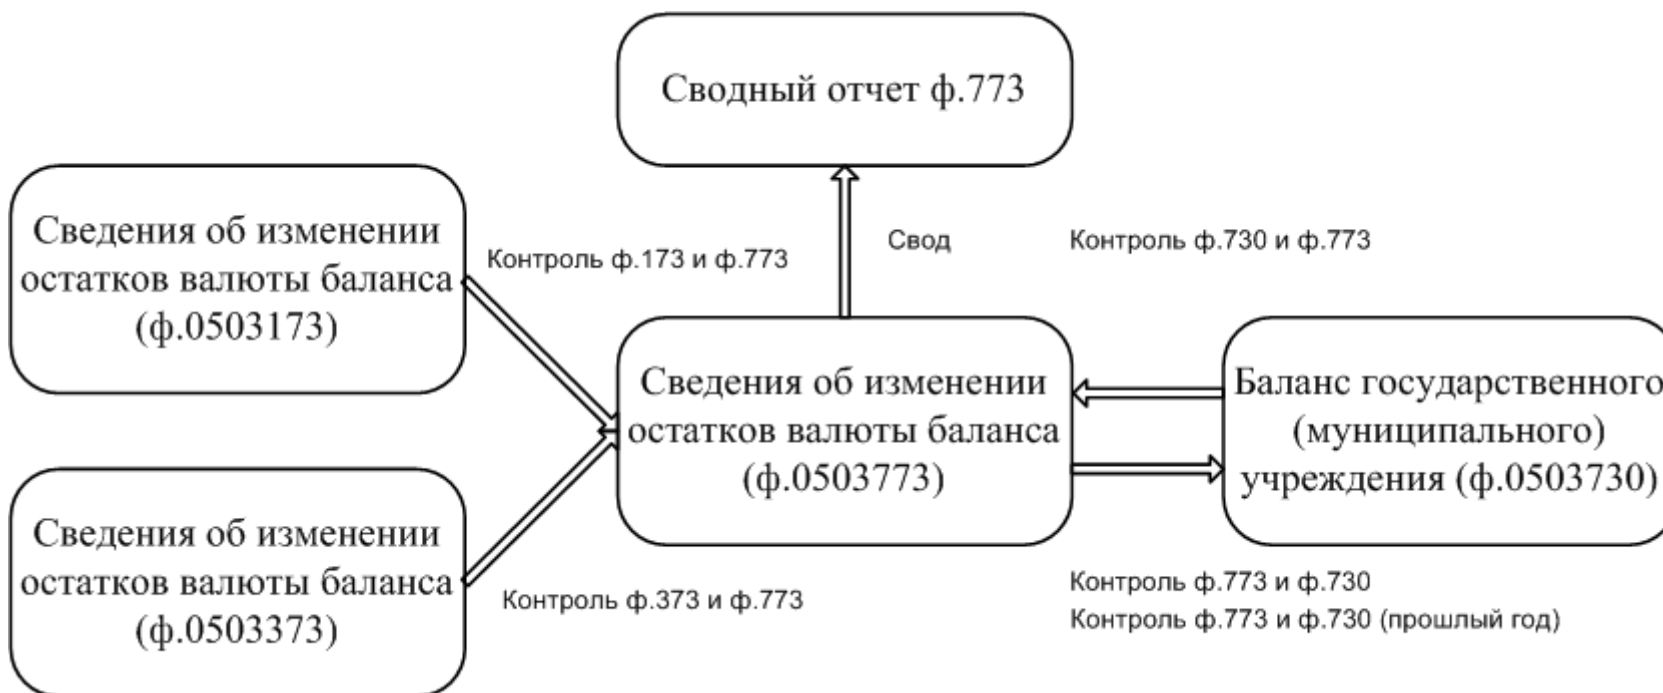 Сводный отчет ф.773
Сведения об изменении
остатков валюты баланса
(ф.0503173)
Контроль ф.173 и ф.773
Свод
Контроль ф.730 и ф.773
Сведения об изменении
остатков валюты баланса
(ф.0503773)
Баланс государственного
(муниципального)
учреждения (ф.0503730)
Сведения об изменении
остатков валюты баланса
(ф.0503373)
Контроль ф.373 и ф.773
Контроль ф.773 и ф.730
Контроль ф.773 и ф.730 (прошлый год)